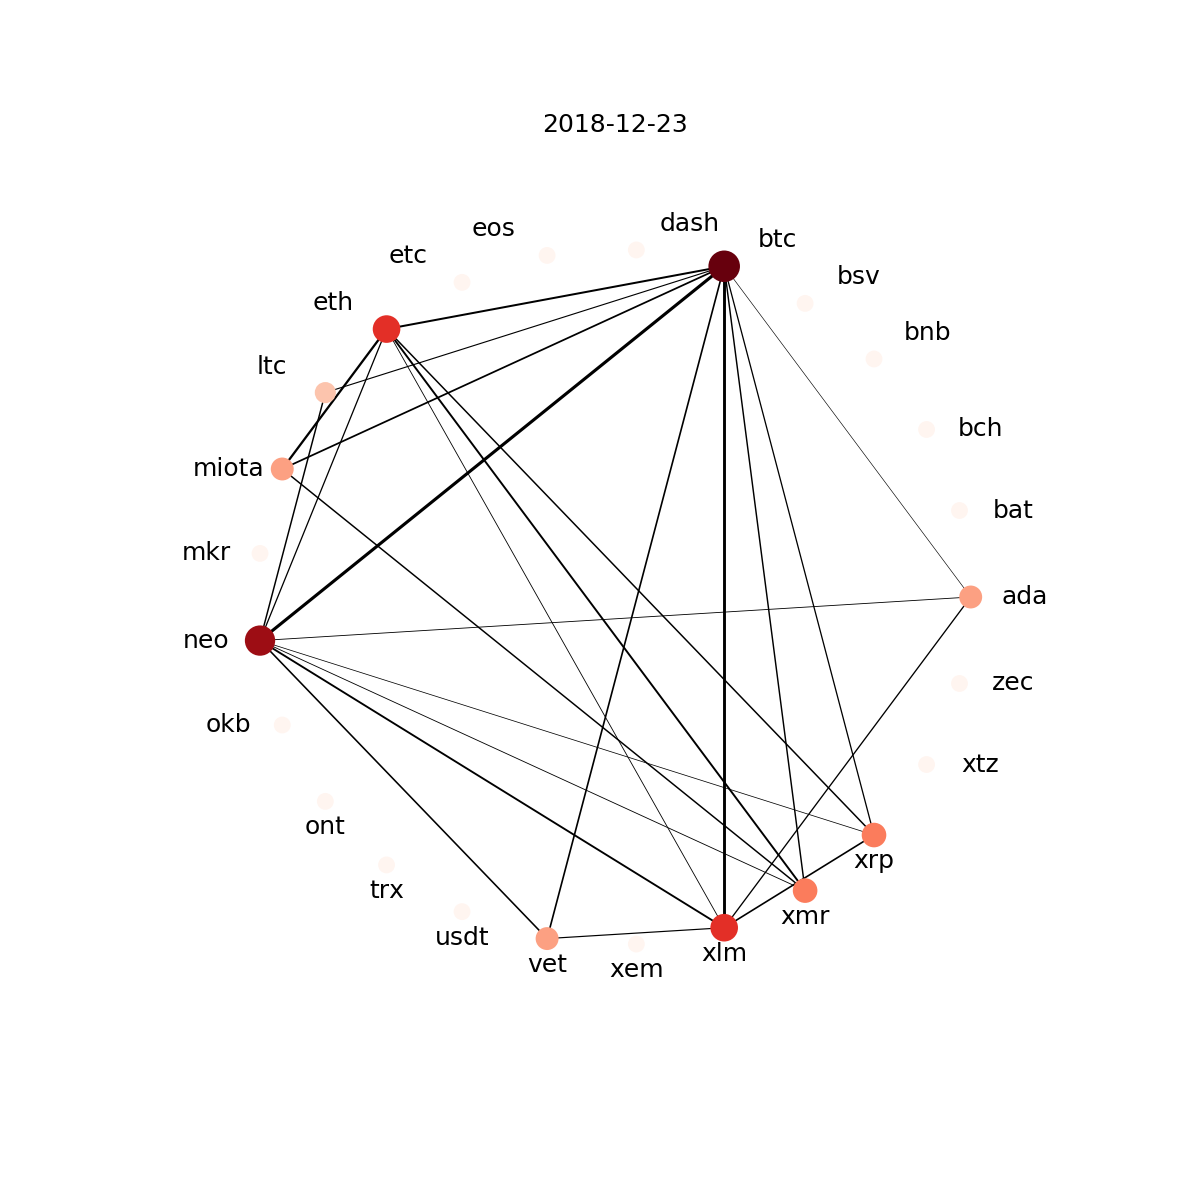 2018-12-23
dash
eos
btc
etc
bsv
eth
bnb
ltc
bch
miota
bat
mkr
ada
neo
zec
okb
xtz
ont
xrp
trx
xmr
usdt
xlm
vet
xem